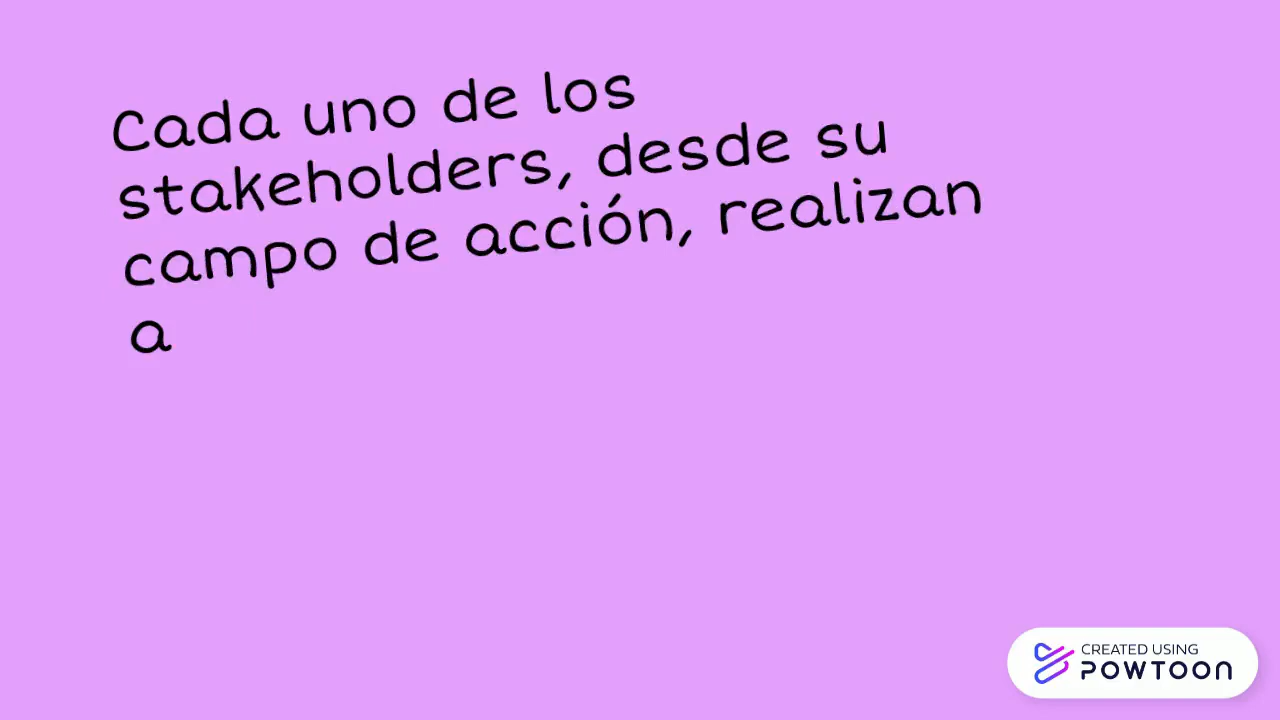 Cada uno de los
stakeholders, desde su
campo de acción, realizan
a
CREATED USING
POWTOON